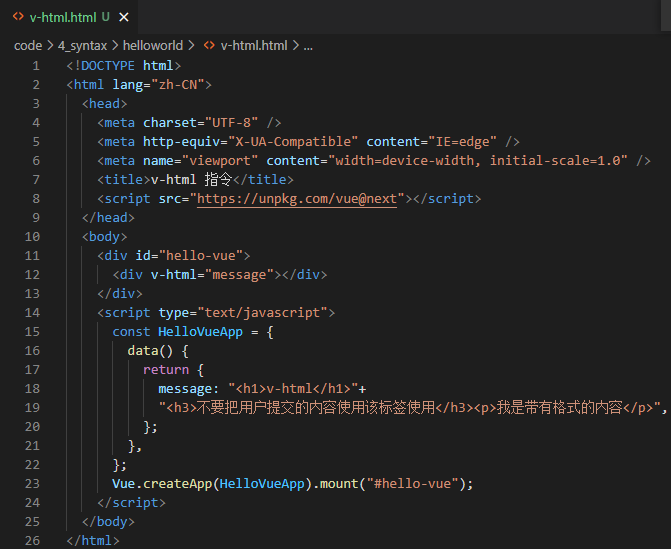 v-html.html U ×
code > 4_syntax > helloworld > v-html.html > ...
1 <!DOCTYPE html>
2 <html lang="zh-CN">
3 <head>
4 <meta charset="UTF-8" />
5 <meta http-equiv="X-UA-Compatible" content="IE=edge" />
6 <meta name="viewport" content="width=device-width, initial-scale=1.0" />
7 <title>v-html 指令</title>
8 <script src="https://unpkg.com/vue@next"></script>
9 </head>
10 <body>
11 <div id="hello-vue">
12 <div v-html="message"></div>
13 </div>
14 <script type="text/javascript">
15 const HelloVueApp = {
16 data() {
17 return {
18 message: "<h1>v-html</h1>"+
19 "<h3>不要把用户提交的内容使用该标签使用</h3><p>我是带有格式的内容</p>",
20 };
21 },
22 };
23 Vue.createApp(HelloVueApp).mount("#hello-vue");
24 </script>
25 </body>
26 </html>